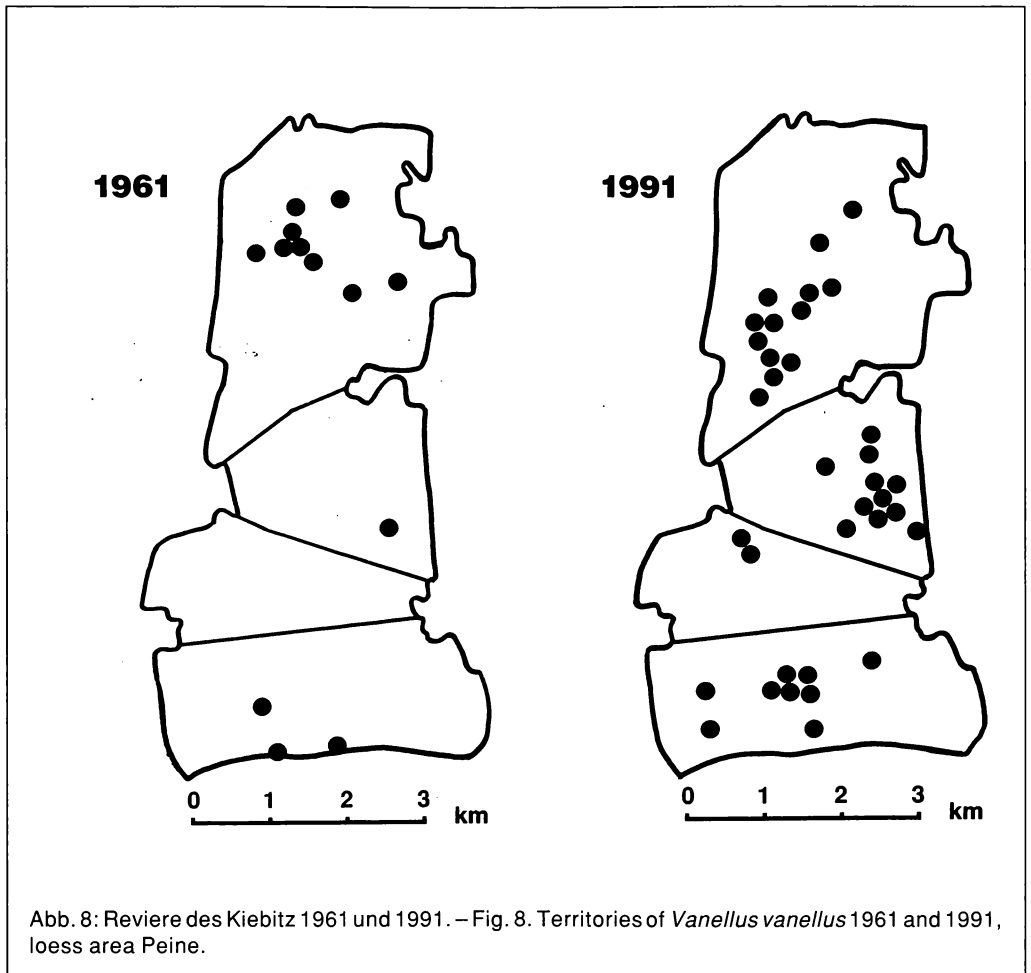 1961
1991
0 1 2 3 km
0 1 2 3 km
Abb. 8: Reviere des Kiebitz 1961 und 1991. – Fig. 8. Territories of Vanellus vanellus 1961 and 1991,
loess area Peine.